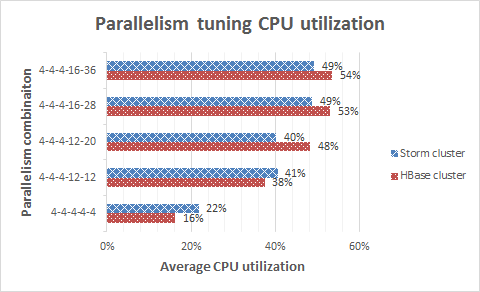 Parallelism tuning CPU utilization
Parallelism combinaiton
4-4-4-16-36
49%
54%
4-4-4-16-28
49%
53%
4-4-4-12-20
40%
48%
4-4-4-12-12
41%
38%
4-4-4-4-4
22%
16%
0% 20% 40% 60%
Average CPU utilization
Storm cluster
HBase cluster